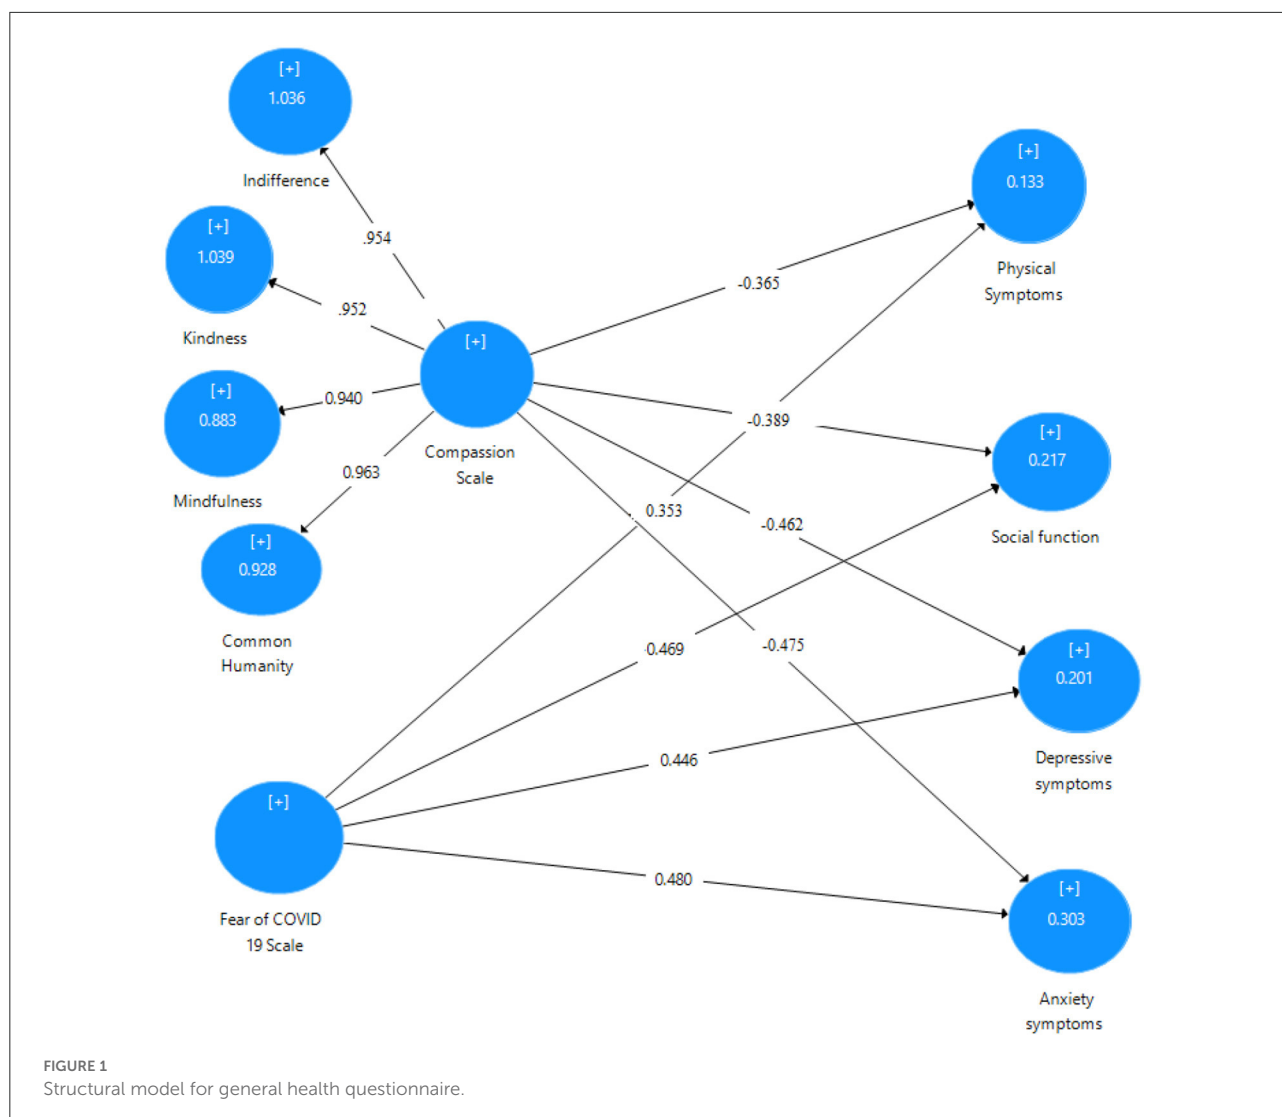 [+]
1.036
Indifference
[+]
1.039
Kindness
[+]
0.883
Mindfulness
[+]
0.928
Common
Humanity
.954
.952
0.940
0.963
[+]
Compassion
Scale
[+]
Fear of COVID
19 Scale
-0.365
-0.389
0.353
-0.462
-0.475
0.469
0.446
0.480
[+]
0.133
Physical
Symptoms
[+]
0.217
Social function
[+]
0.201
Depressive
symptoms
[+]
0.303
Anxiety
symptoms
FIGURE 1
Structural model for general health questionnaire.